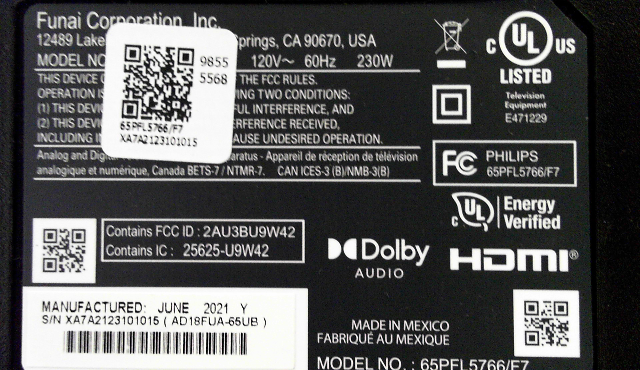 Funai Corporation, Inc.
12489 Lake Springs, CA 90670, USA
MODEL NO 120V~ 60Hz 230W
9855
5568
65PFL5766/F7
XA7A2123101015
THIS DEVICE THE FCC RULES.
OPERATION IS WING TWO CONDITIONS:
(1) THIS DEVI FUL INTERFERENCE, AND
(2) THIS DEVI ERFERENCE RECEIVED,
INCLUDING IN AUSE UNDESIRED OPERATION.
Analog and Digital aratus - Appareil de réception de télévision
analogique et numérique, Canada BETS-7 / NTMR-7. CAN ICES-3 (B)/NMB-3(B)
C UL US
LISTED
Television
Equipment
E471229
FC PHILIPS
65PFL5766/F7
C UL Energy
Verified
Contains FCC ID : 2AU3BU9W42
Contains IC : 25625-U9W42
Dolby
AUDIO
HDMI®
MANUFACTURED: JUNE 2021 Y
S/N XA7A2123101015 ( AD18FUA-65UB )
MADE IN MEXICO
FABRIQUÉ AU MEXIQUE
MODEL NO. : 65PFL5766/F7